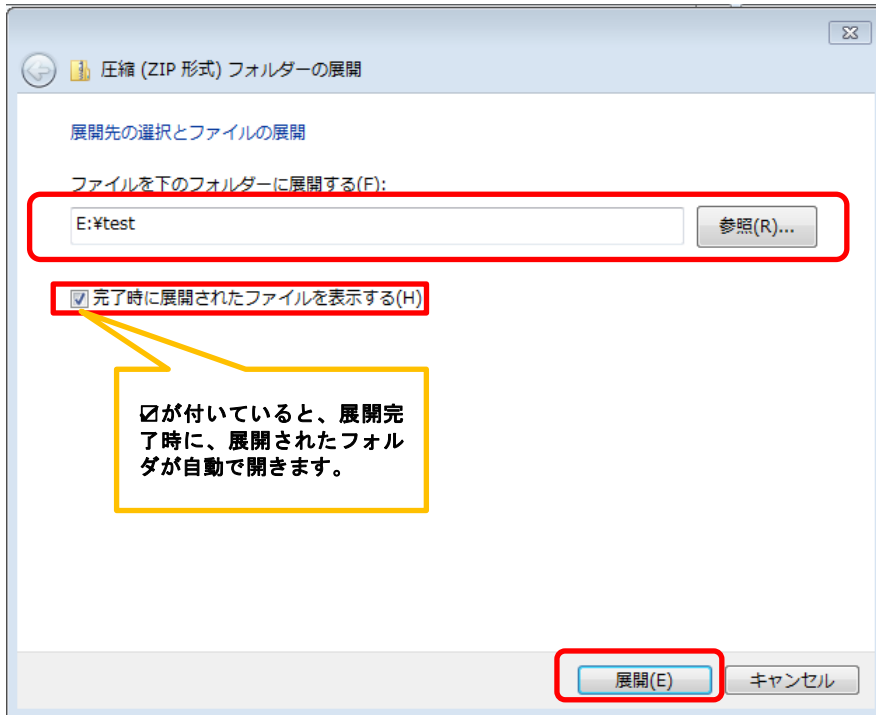 圧縮 (ZIP 形式) フォルダーの展開
展開先の選択とファイルの展開
ファイルを下のフォルダーに展開する(F):
E:¥test
参照(R)...
完了時に展開されたファイルを表示する(H)
☑が付いていると、展開完
了時に、展開されたフォル
ダが自動で開きます。
展開(E)
キャンセル